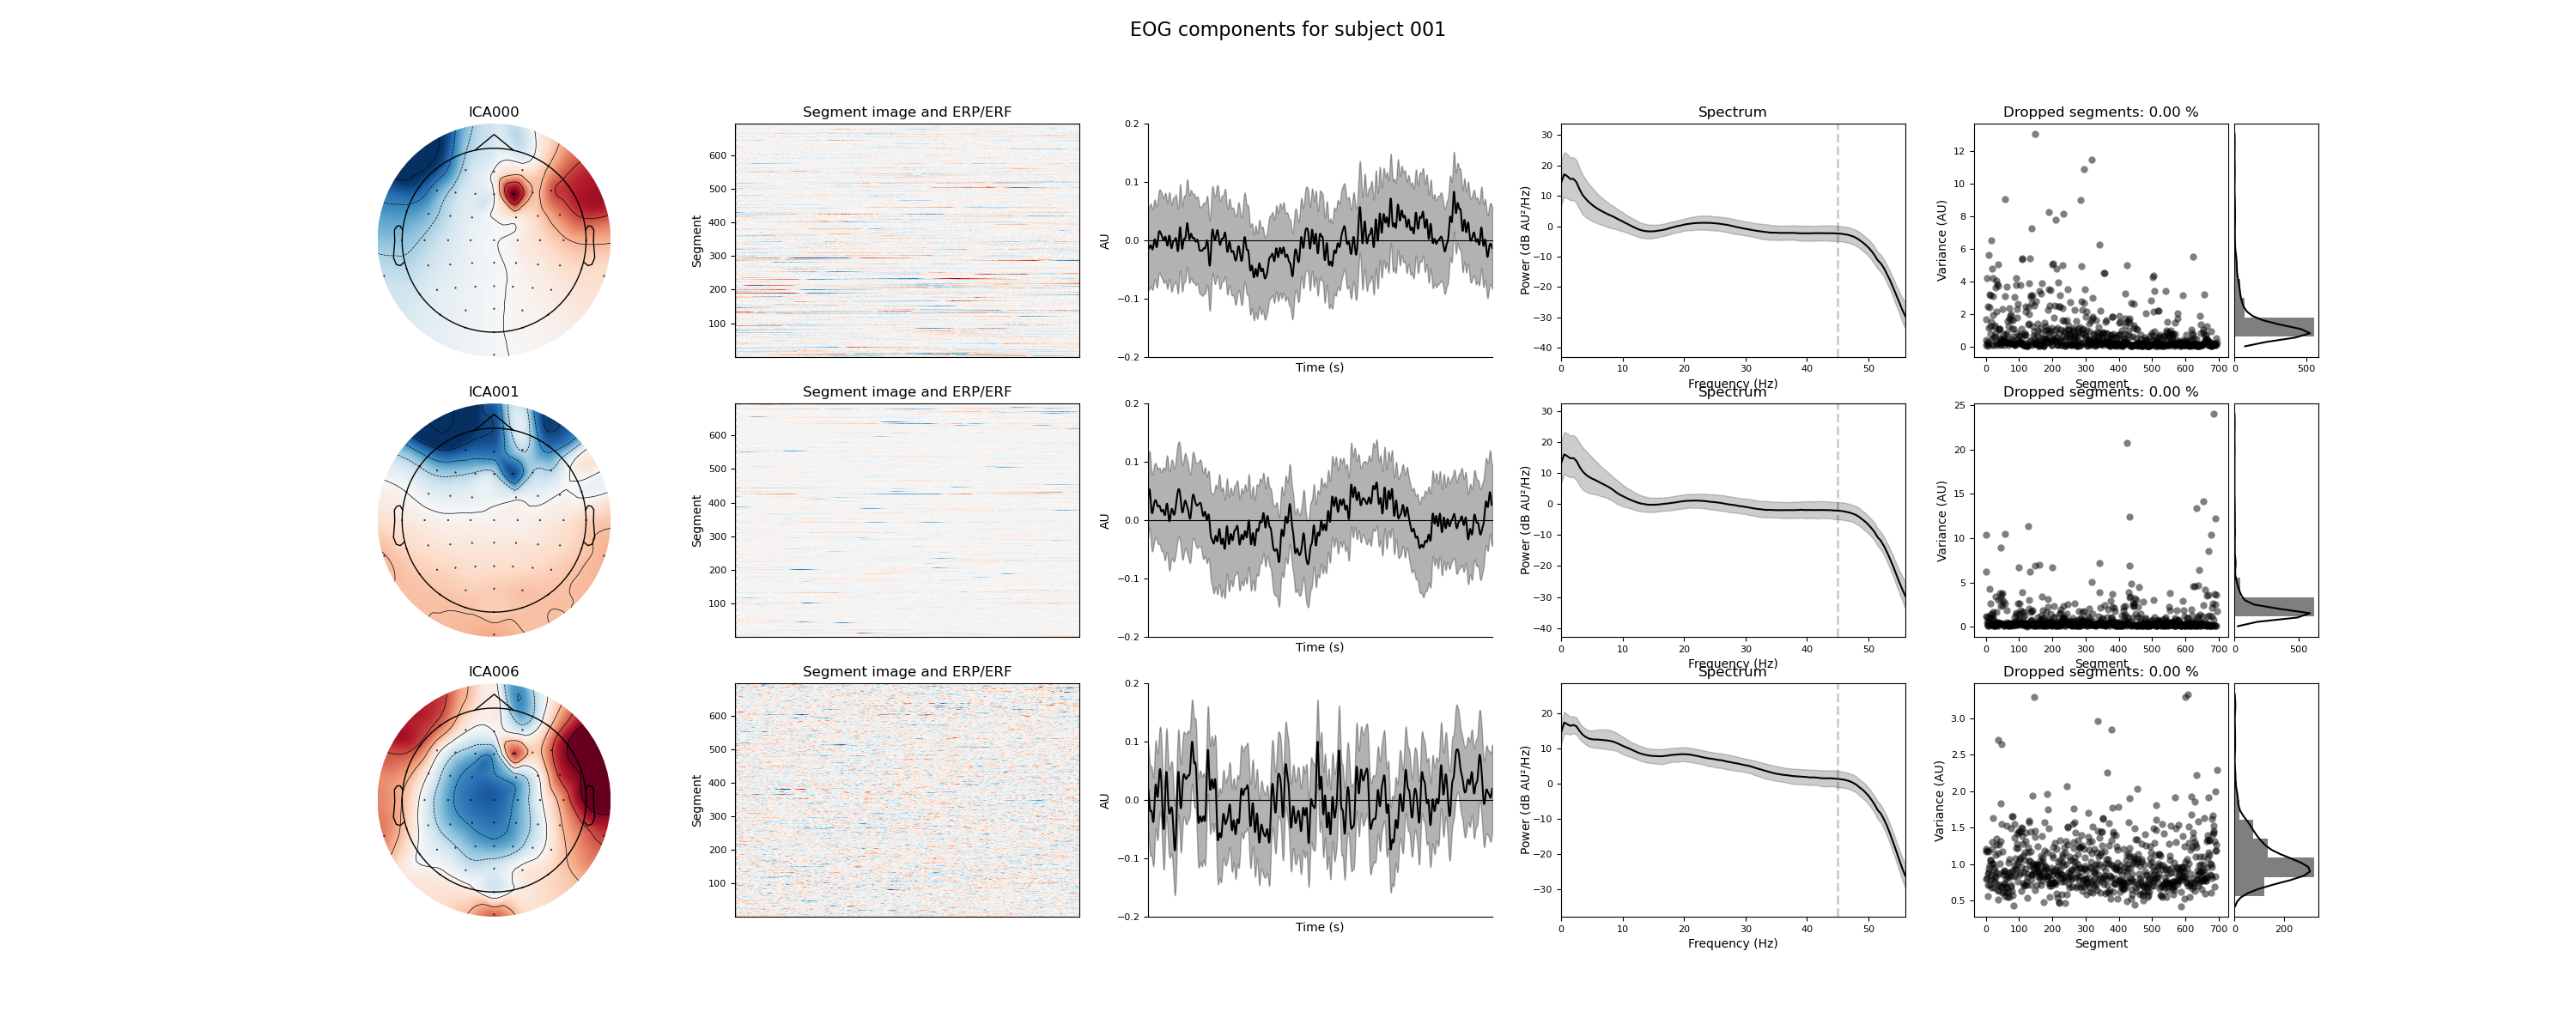 EOG components for subject 001
ICA000
Segment image and ERP/ERF
Spectrum
Dropped segments: 0.00 %
Segment
600
500
400
300
200
100
AU
0.2
0.1
0.0
−0.1
−0.2
Time (s)
Power (dB AU²/Hz)
30
20
10
0
−10
−20
−30
−40
0 10 20 30 40 50
Frequency (Hz)
Variance (AU)
12
10
8
6
4
2
0
0 100 200 300 400 500 600 700
Segment
0 500
ICA001
Segment image and ERP/ERF
Spectrum
Dropped segments: 0.00 %
Segment
600
500
400
300
200
100
AU
0.2
0.1
0.0
−0.1
−0.2
Time (s)
Power (dB AU²/Hz)
30
20
10
0
−10
−20
−30
−40
0 10 20 30 40 50
Frequency (Hz)
Variance (AU)
25
20
15
10
5
0
0 100 200 300 400 500 600 700
Segment
0 500
ICA006
Segment image and ERP/ERF
Spectrum
Dropped segments: 0.00 %
Segment
600
500
400
300
200
100
AU
0.2
0.1
0.0
−0.1
−0.2
Time (s)
Power (dB AU²/Hz)
20
10
0
−10
−20
−30
0 10 20 30 40 50
Frequency (Hz)
Variance (AU)
3.0
2.5
2.0
1.5
1.0
0.5
0 100 200 300 400 500 600 700
Segment
0 200